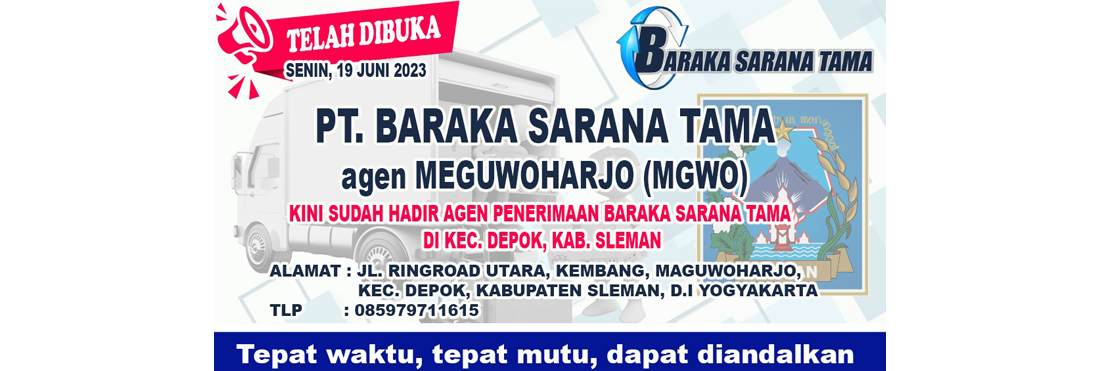 TELAH DIBUKA
SENIN, 19 JUNI 2023
BARAKA SARANA TAMA
PT. BARAKA SARANA TAMA
agen MEGUWOHARJO (MGWO)
KINI SUDAH HADIR AGEN PENERIMAAN BARAKA SARANA TAMA
DI KEC. DEPOK, KAB. SLEMAN
ALAMAT : JL. RINGROAD UTARA, KEMBANG, MAGUWOHARJO,
KEC. DEPOK, KABUPATEN SLEMAN, D.I YOGYAKARTA
TLP : 085979711615
Tepat waktu, tepat mutu, dapat diandalkan